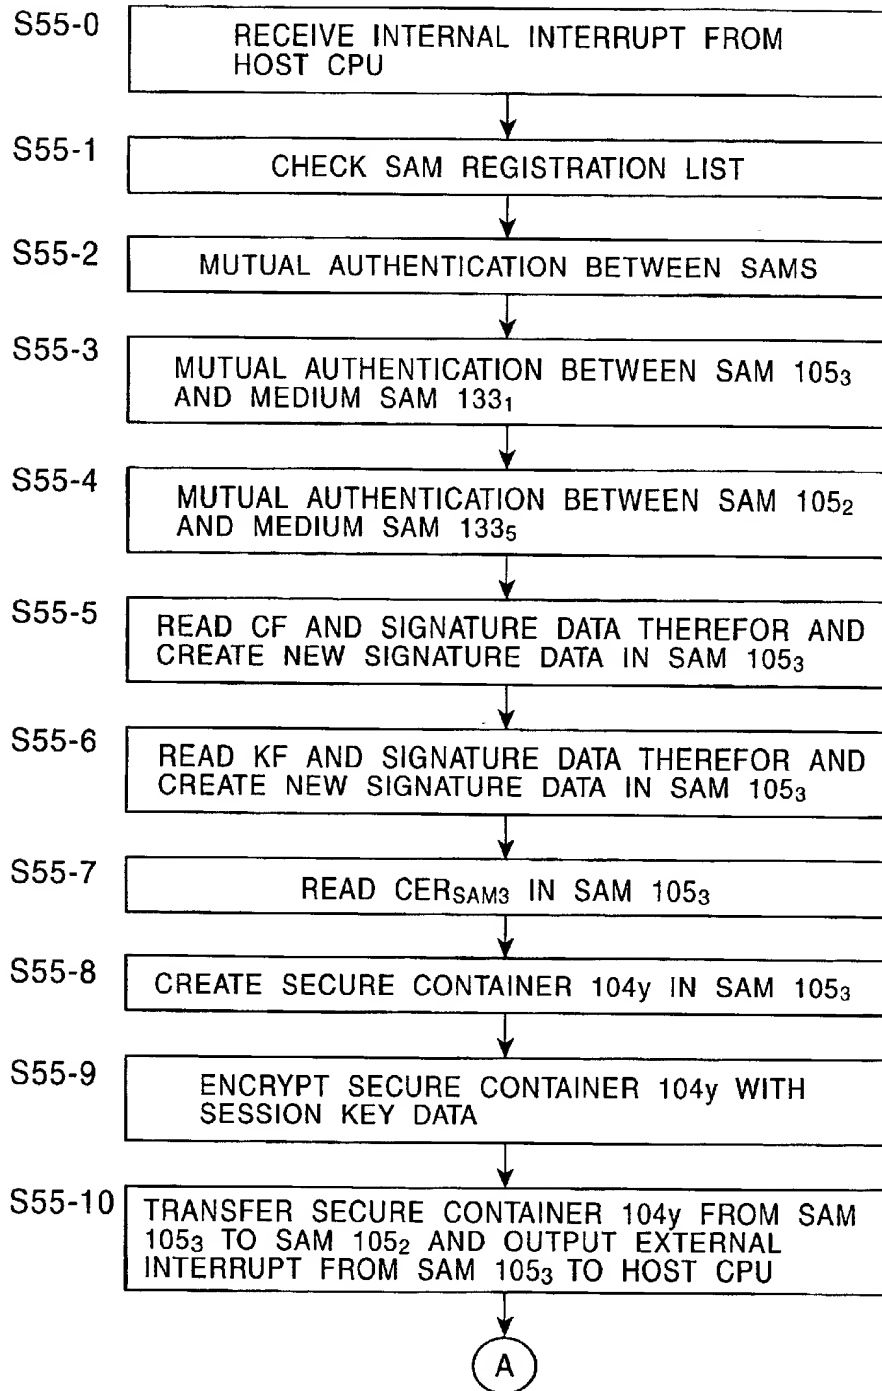 S55-0
RECEIVE INTERNAL INTERRUPT FROM
HOST CPU
S55-1
CHECK SAM REGISTRATION LIST
S55-2
MUTUAL AUTHENTICATION BETWEEN SAMS
S55-3
MUTUAL AUTHENTICATION BETWEEN SAM 105₃
AND MEDIUM SAM 133₁
S55-4
MUTUAL AUTHENTICATION BETWEEN SAM 105₂
AND MEDIUM SAM 133₅
S55-5
READ CF AND SIGNATURE DATA THEREFOR AND
CREATE NEW SIGNATURE DATA IN SAM 105₃
S55-6
READ KF AND SIGNATURE DATA THEREFOR AND
CREATE NEW SIGNATURE DATA IN SAM 105₃
S55-7
READ CER_SAM3 IN SAM 105₃
S55-8
CREATE SECURE CONTAINER 104y IN SAM 105₃
S55-9
ENCRYPT SECURE CONTAINER 104y WITH
SESSION KEY DATA
S55-10
TRANSFER SECURE CONTAINER 104y FROM SAM
105₃ TO SAM 105₂ AND OUTPUT EXTERNAL
INTERRUPT FROM SAM 105₃ TO HOST CPU
A